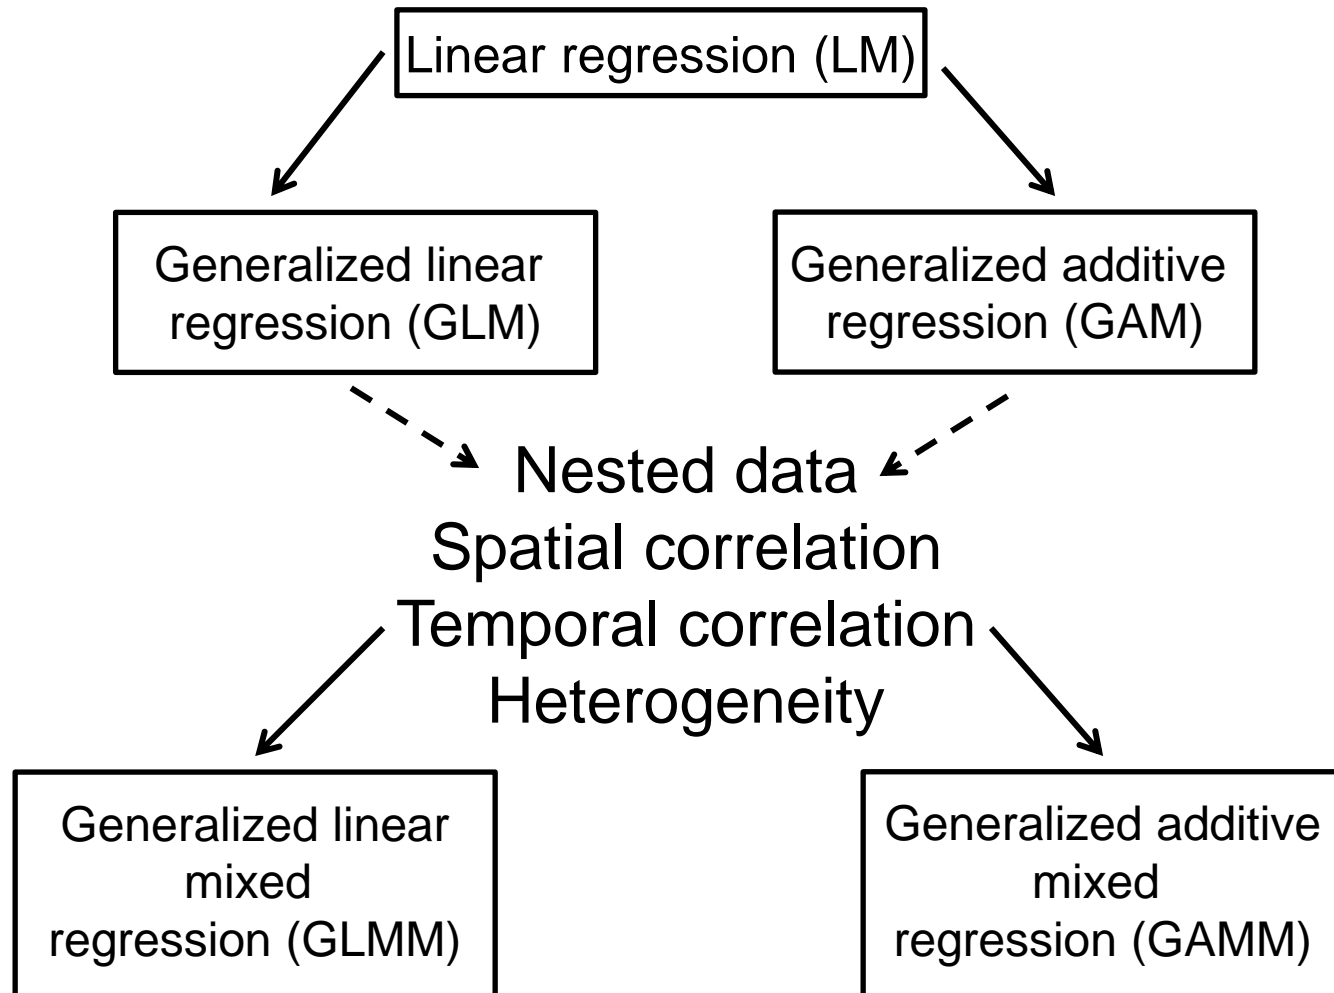 Linear regression (LM)
Generalized linear
regression (GLM)
Generalized additive
regression (GAM)
Nested data
Spatial correlation
Temporal correlation
Heterogeneity
Generalized linear
mixed
regression (GLMM)
Generalized additive
mixed
regression (GAMM)